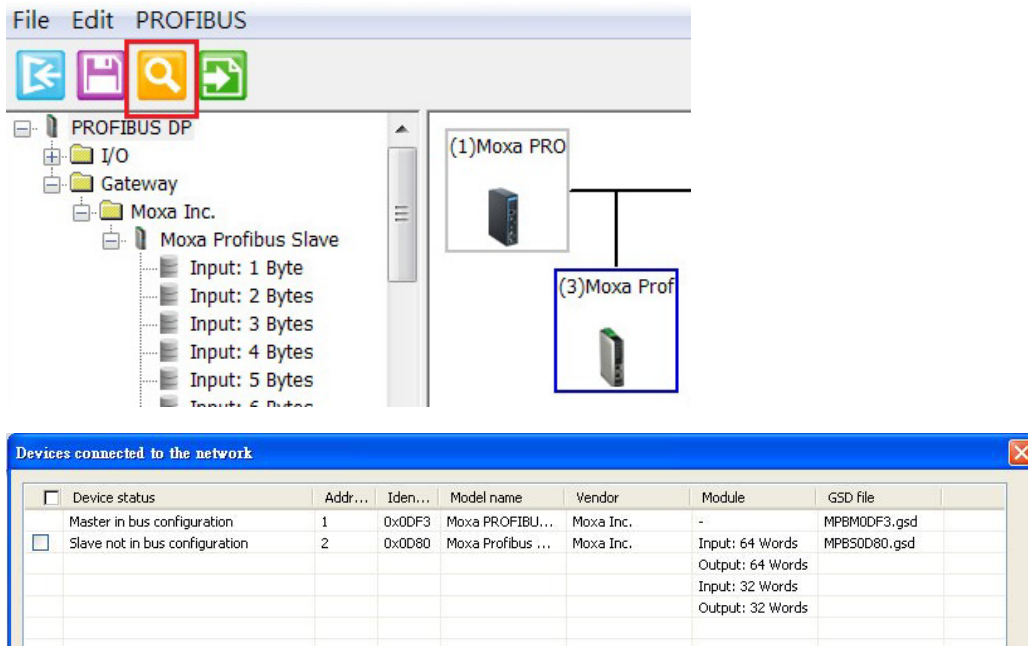 File Edit PROFIBUS
PROFIBUS DP
I/O
Gateway
Moxa Inc.
Moxa Profibus Slave
Input: 1 Byte
Input: 2 Bytes
Input: 3 Bytes
Input: 4 Bytes
Input: 5 Bytes
Input: 6 Bytes
(1)Moxa PRO
(3)Moxa Prof
Devices connected to the network
Device status Addr... Iden... Model name Vendor Module GSD file
Master in bus configuration 1 0x0DF3 Moxa PROFIBU... Moxa Inc. - MPBM0DF3.gsd
Slave not in bus configuration 2 0x0D80 Moxa Profibus ... Moxa Inc. Input: 64 Words MPBS0D80.gsd
Output: 64 Words
Input: 32 Words
Output: 32 Words